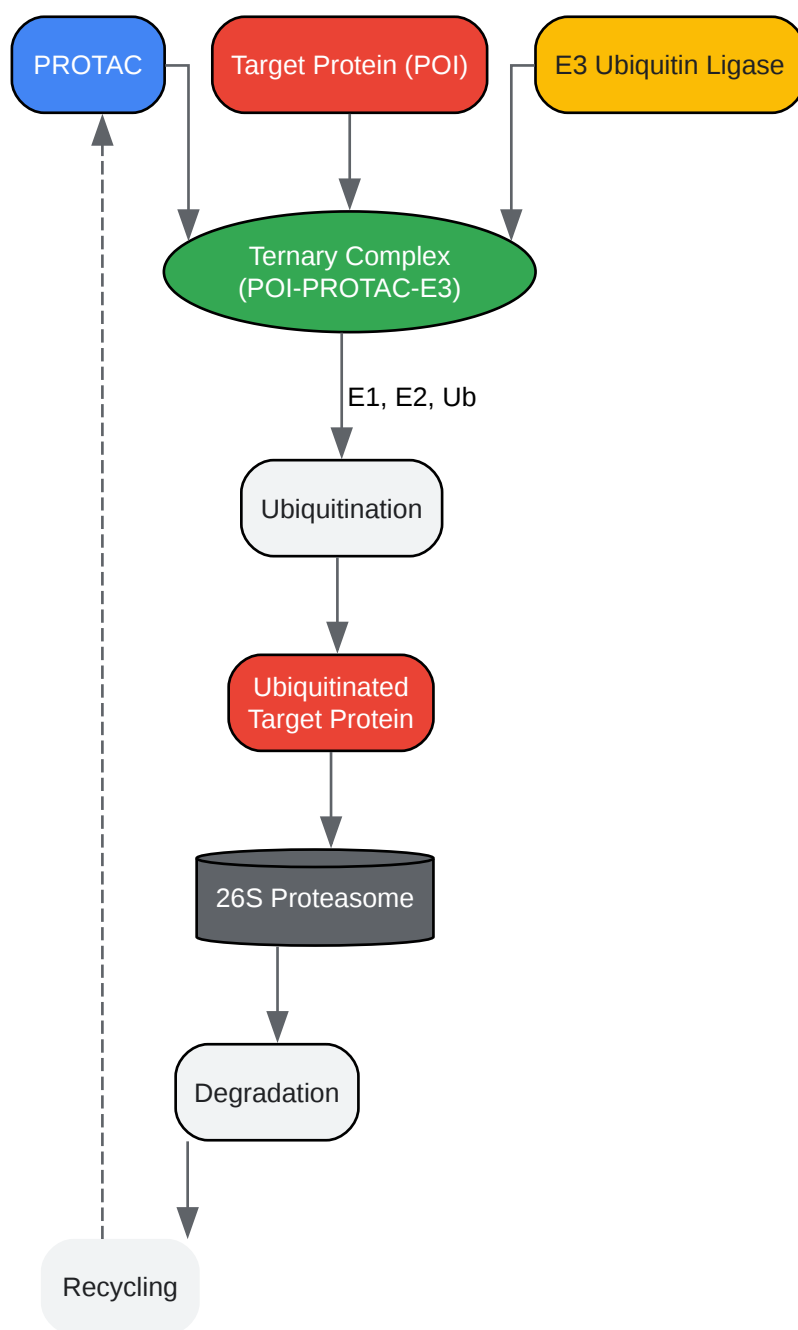 PROTAC
Target Protein (POI)
E3 Ubiquitin Ligase
Ternary Complex
(POI-PROTAC-E3)
E1, E2, Ub
Ubiquitination
Ubiquitinated
Target Protein
26S Proteasome
Degradation
Recycling